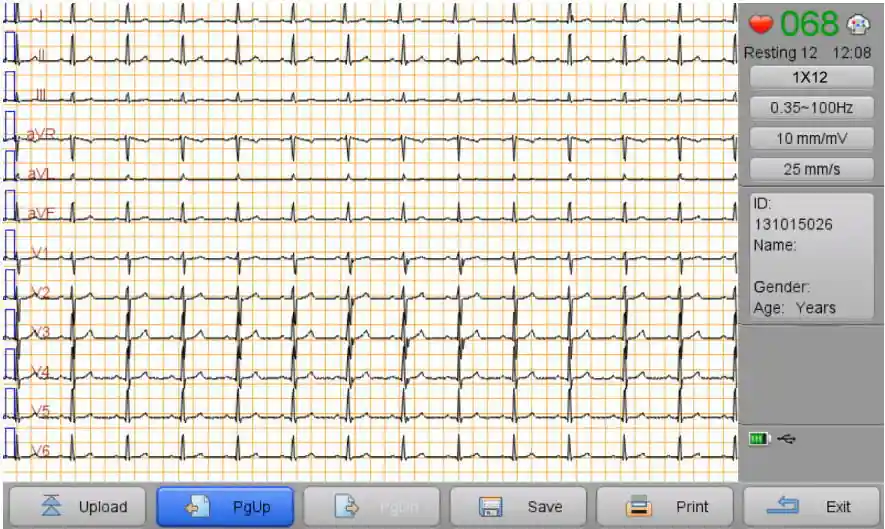 I
II
III
aVR
aVL
aVF
V1
V2
V3
V4
V5
V6
068
Resting 12 12:08
1X12
0.35~100Hz
10 mm/mV
25 mm/s
ID:
131015026
Name:
Gender:
Age: Years
Upload PgUp PgDn Save Print Exit